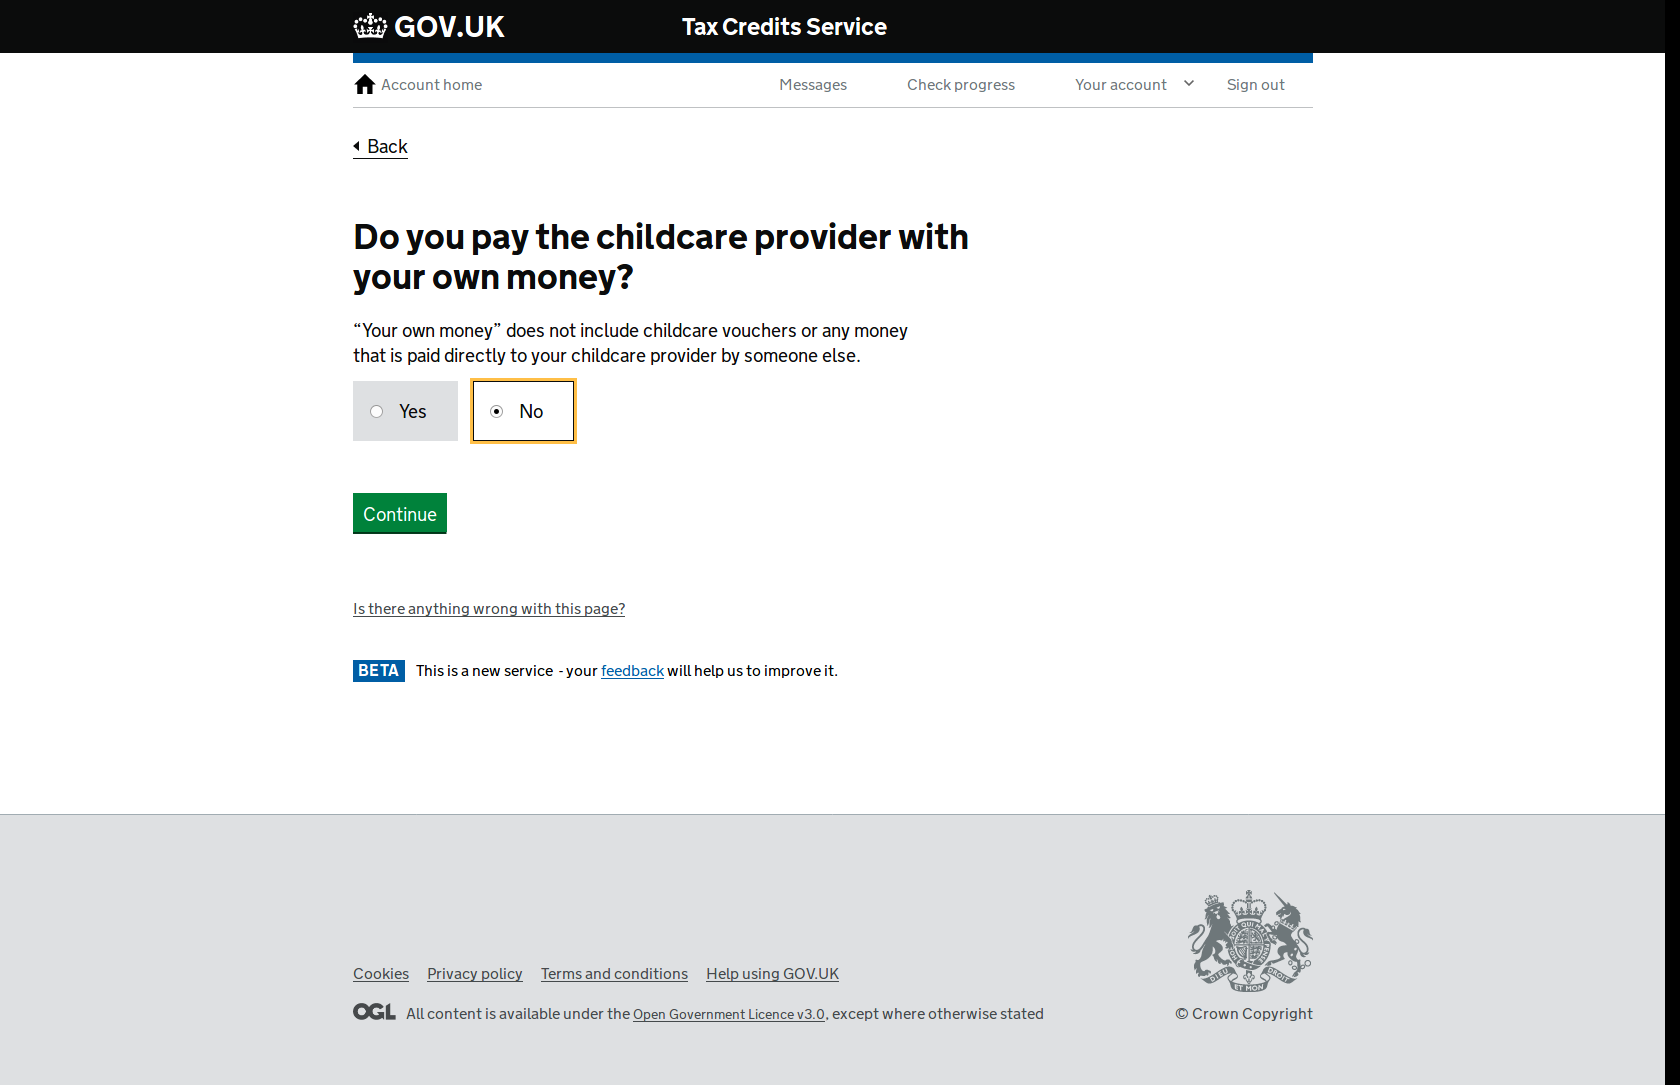 GOV.UK
Tax Credits Service
Account home
Messages
Check progress
Your account
Sign out
Back
Do you pay the childcare provider with
your own money?
“Your own money” does not include childcare vouchers or any money
that is paid directly to your childcare provider by someone else.
Yes
No
Continue
Is there anything wrong with this page?
BETA This is a new service - your feedback will help us to improve it.
Cookies
Privacy policy
Terms and conditions
Help using GOV.UK
OGL All content is available under the Open Government Licence v3.0, except where otherwise stated
DIEU ET MON DROIT
© Crown Copyright